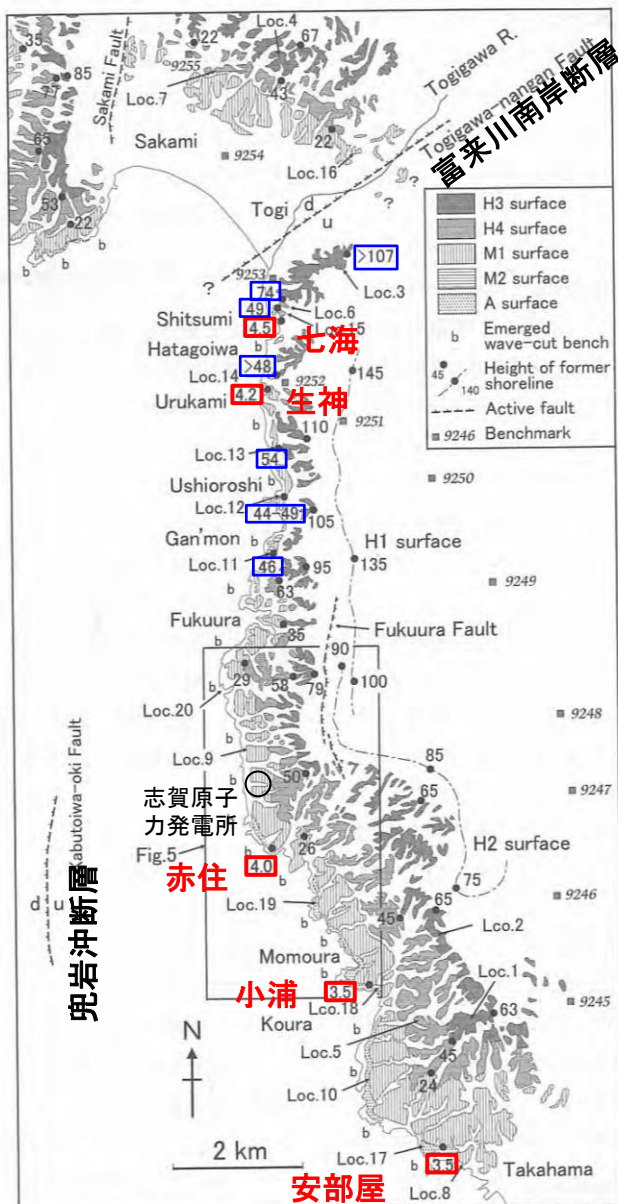 35
22
Loc.4
67
9255
77
85
Loc.7
43
Sakami Fault
Sakami
65
9254
22
Loc.16
53
22
Togigawa R.
Togigawa-nangan Fault
富来川南岸断層
Togi
d
u
?
?
?
H3 surface
H4 surface
M1 surface
M2 surface
A surface
b Emerged wave-cut bench
45 140 Height of former shoreline
Active fault
9246 Benchmark
9253
>107
Loc.3
74
49
Loc.6
Shitsumi
4.5
Loc.15
七海
Hatagoiwa
b
>48
145
Loc.14
9252
Urukami
4.2
生神
b
9251
110
Loc.13
54
9250
Ushioroshi
b
Loc.12
44-49
105
Gan'mon
b
H1 surface
Loc.11
46
95
135
b
63
9249
Fukuura
35
Fukuura Fault
b
90
29
58
79
100
b
Loc.20
9248
b
85
Loc.9
50
9247
b
65
志賀原子
力発電所
Kabutoiwa-oki Fault
兜岩沖断層
d u
Fig.5
26
H2 surface
赤住
4.0
b
75
9246
Loc.19
b
45
65
Lco.2
b
Momoura
b
Loc.1
小浦
3.5
Lco.18
9245
Koura
63
Loc.5
N
b
45
Loc.10
24
2 km
b
Loc.17
b
3.5
Takahama
安部屋
Loc.8